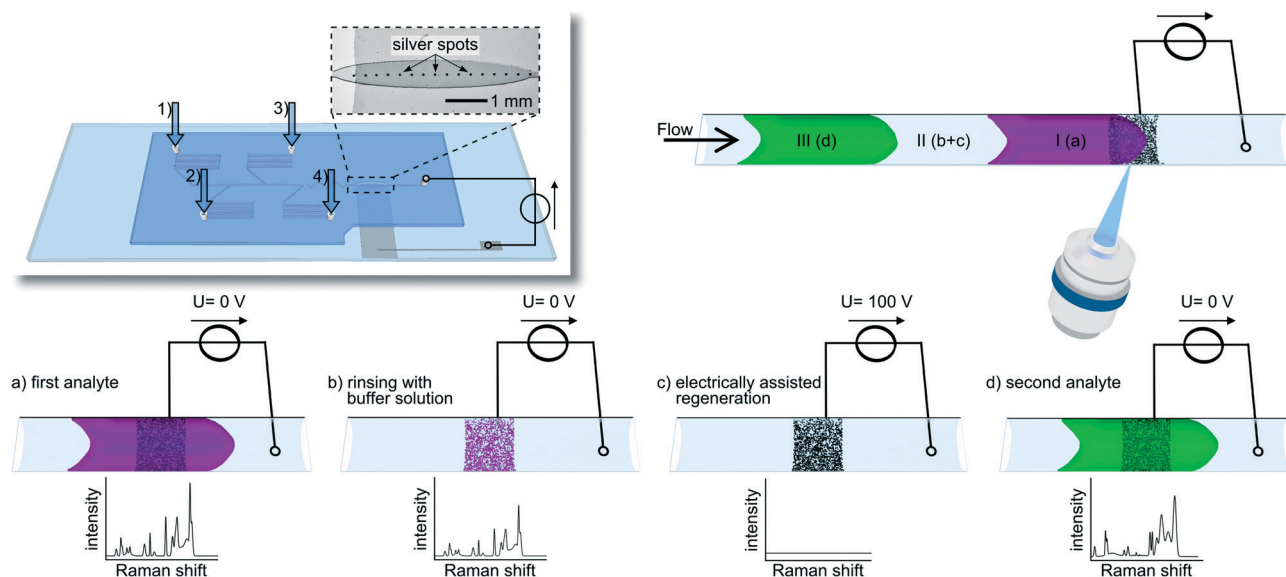 silver spots
1 mm
1)
3)
2)
4)
Flow
III (d)
II (b+c)
I (a)
U= 0 V
a) first analyte
intensity
Raman shift
U= 0 V
b) rinsing with
buffer solution
intensity
Raman shift
U= 100 V
c) electrically assisted
regeneration
intensity
Raman shift
U= 0 V
d) second analyte
intensity
Raman shift